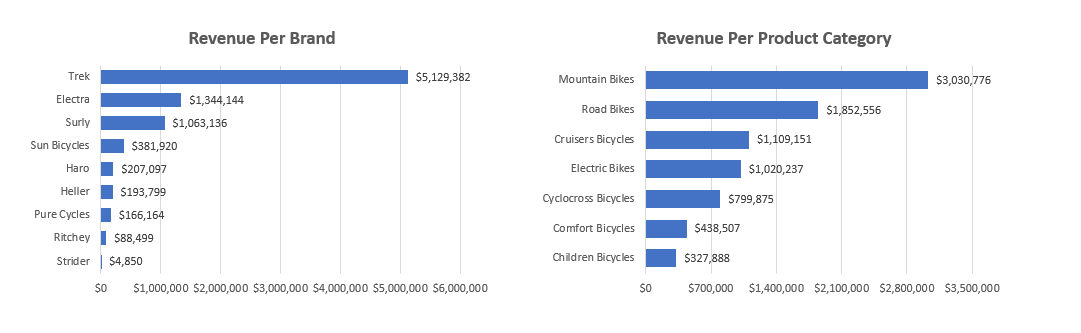 Revenue Per Brand
Trek $5,129,382
Electra $1,344,144
Surly $1,063,136
Sun Bicycles $381,920
Haro $207,097
Heller $193,799
Pure Cycles $166,164
Ritchey $88,499
Strider $4,850
$0 $1,000,000 $2,000,000 $3,000,000 $4,000,000 $5,000,000 $6,000,000
Revenue Per Product Category
Mountain Bikes $3,030,776
Road Bikes $1,852,556
Cruisers Bicycles $1,109,151
Electric Bikes $1,020,237
Cyclocross Bicycles $799,875
Comfort Bicycles $438,507
Children Bicycles $327,888
$0 $700,000 $1,400,000 $2,100,000 $2,800,000 $3,500,000